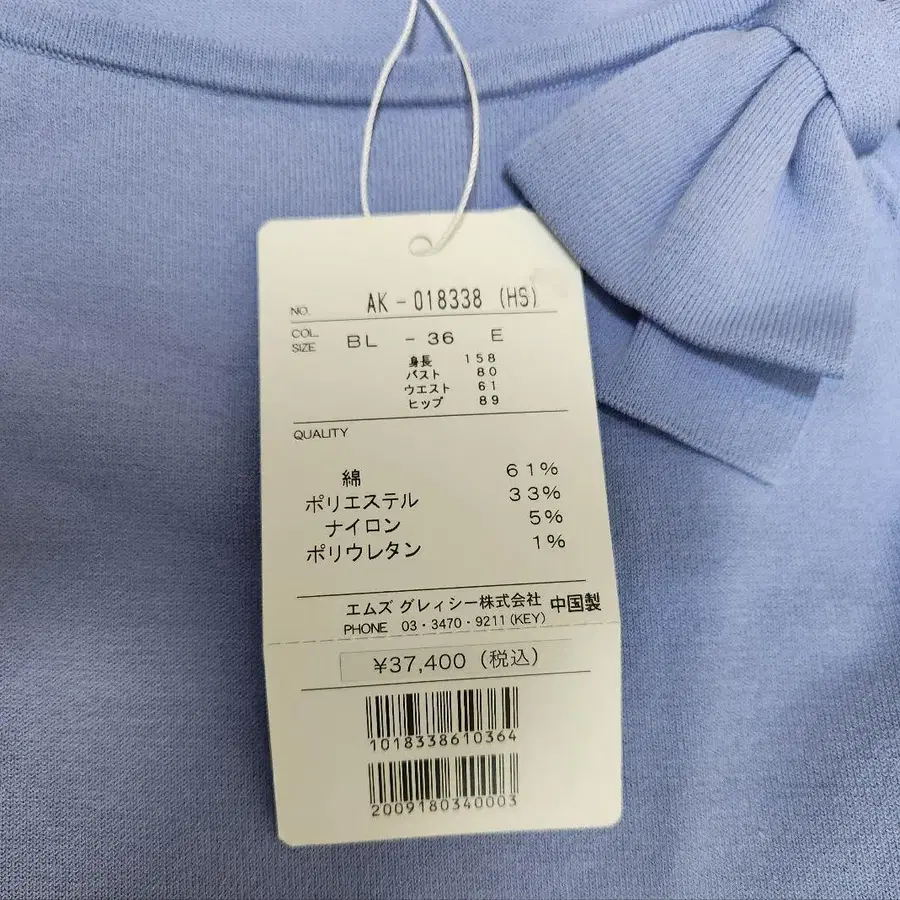 NO. AK-018338 (HS)
COL.
SIZE BL - 36 E
身長 158
バスト 80
ウエスト 61
ヒップ 89
QUALITY
綿 61%
ポリエステル 33%
ナイロン 5%
ポリウレタン 1%
エムズ グレィシー株式会社 中国製
PHONE 03・3470・9211(KEY)
¥37,400 (税込)
1018338610364
2009180340003